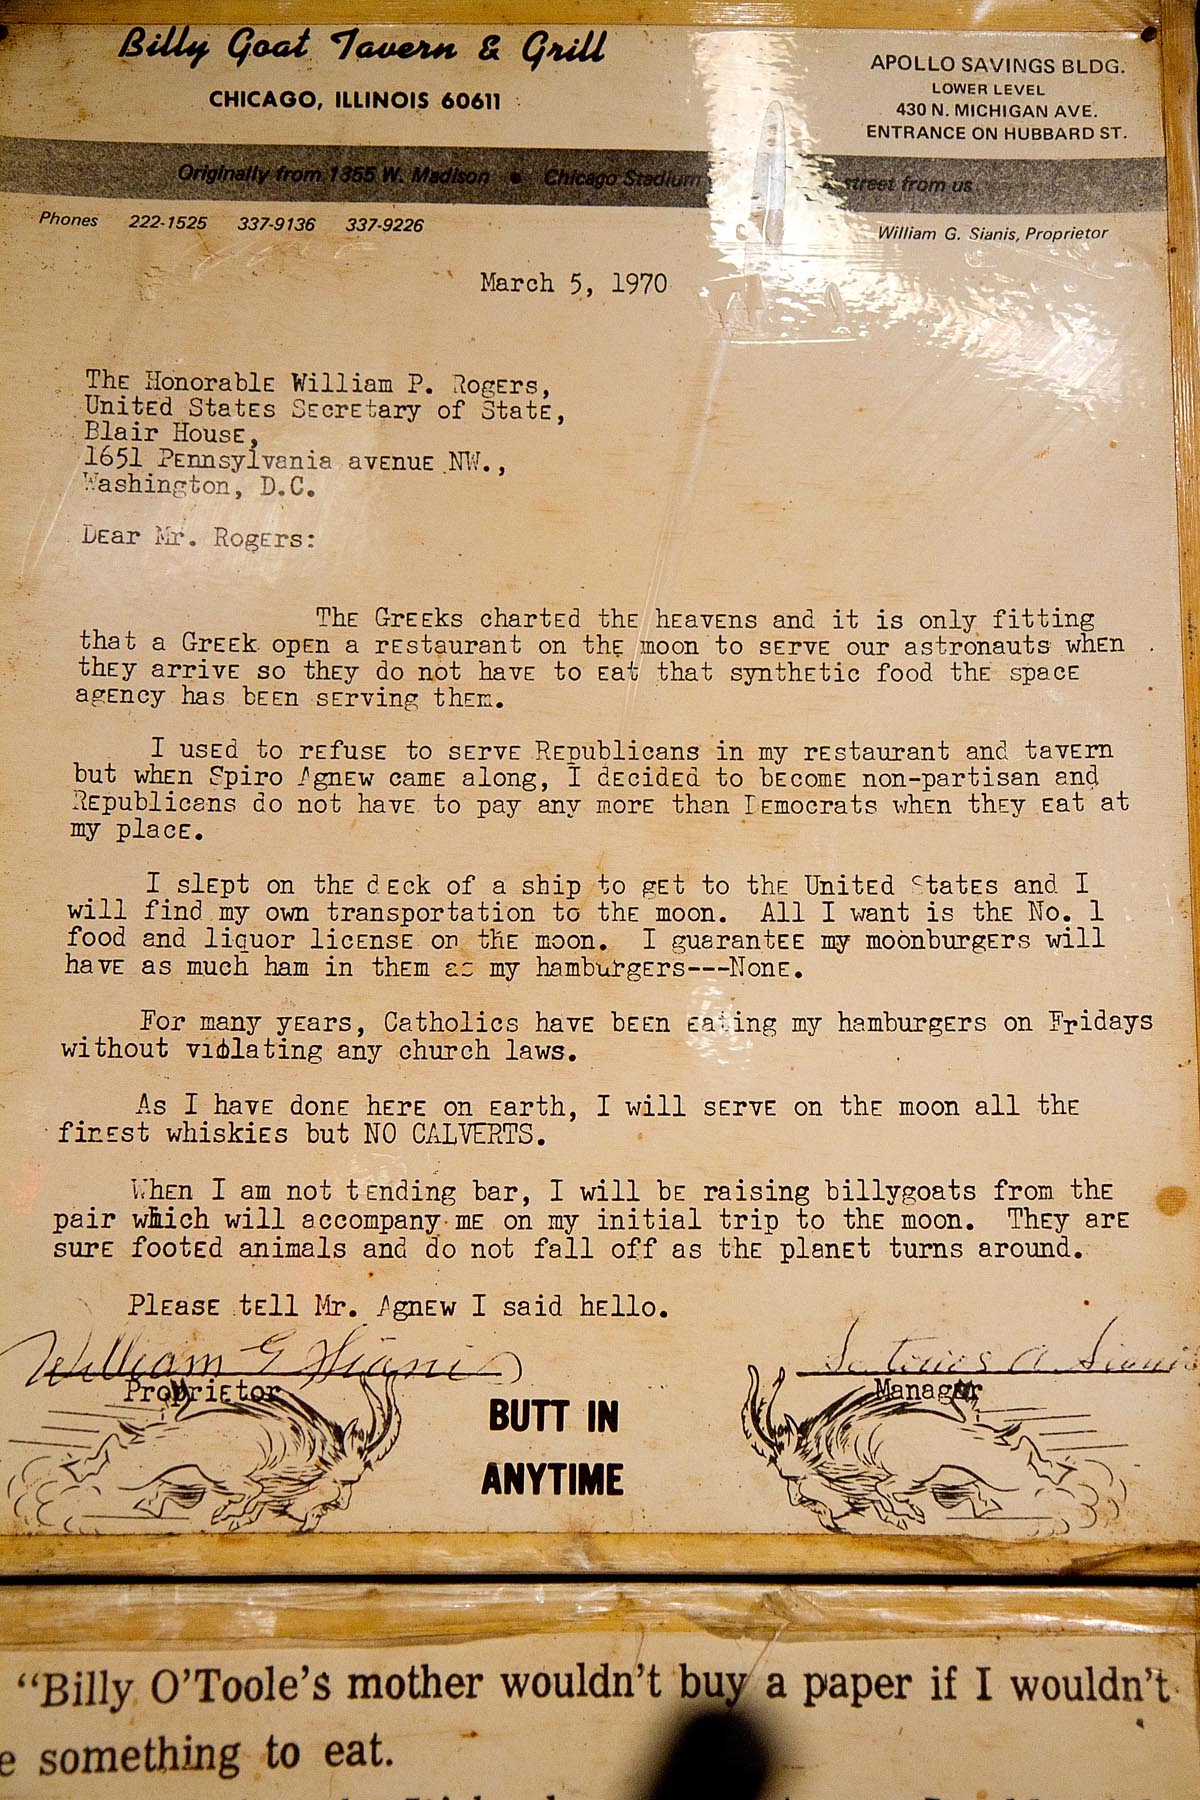 Billy Goat Tavern & Grill
CHICAGO, ILLINOIS 60611
APOLLO SAVINGS BLDG.
LOWER LEVEL
430 N. MICHIGAN AVE.
ENTRANCE ON HUBBARD ST.
Originally from 1355 W. Madison • Chicago Stadium street from us
Phones 222-1525 337-9136 337-9226
William G. Sianis, Proprietor
March 5, 1970
The Honorable William P. Rogers,
United States Secretary of State,
Blair House,
1651 Pennsylvania avenue NW.,
Washington, D.C.
Dear Mr. Rogers:
The Greeks charted the heavens and it is only fitting
that a Greek open a restaurant on the moon to serve our astronauts when
they arrive so they do not have to eat that synthetic food the space
agency has been serving them.
I used to refuse to serve Republicans in my restaurant and tavern
but when Spiro Agnew came along, I decided to become non-partisan and
Republicans do not have to pay any more than Democrats when they eat at
my place.
I slept on the deck of a ship to get to the United States and I
will find my own transportation to the moon. All I want is the No. 1
food and liquor license on the moon. I guarantee my moonburgers will
have as much ham in them as my hamburgers---None.
For many years, Catholics have been eating my hamburgers on Fridays
without violating any church laws.
As I have done here on earth, I will serve on the moon all the
finest whiskies but NO CALVERTS.
When I am not tending bar, I will be raising billygoats from the
pair which will accompany me on my initial trip to the moon. They are
sure footed animals and do not fall off as the planet turns around.
Please tell Mr. Agnew I said hello.
William G Sianis
Proprietor
A. Sianis
Manager
BUTT IN
ANYTIME
“Billy O’Toole’s mother wouldn’t buy a paper if I wouldn’t
e something to eat.